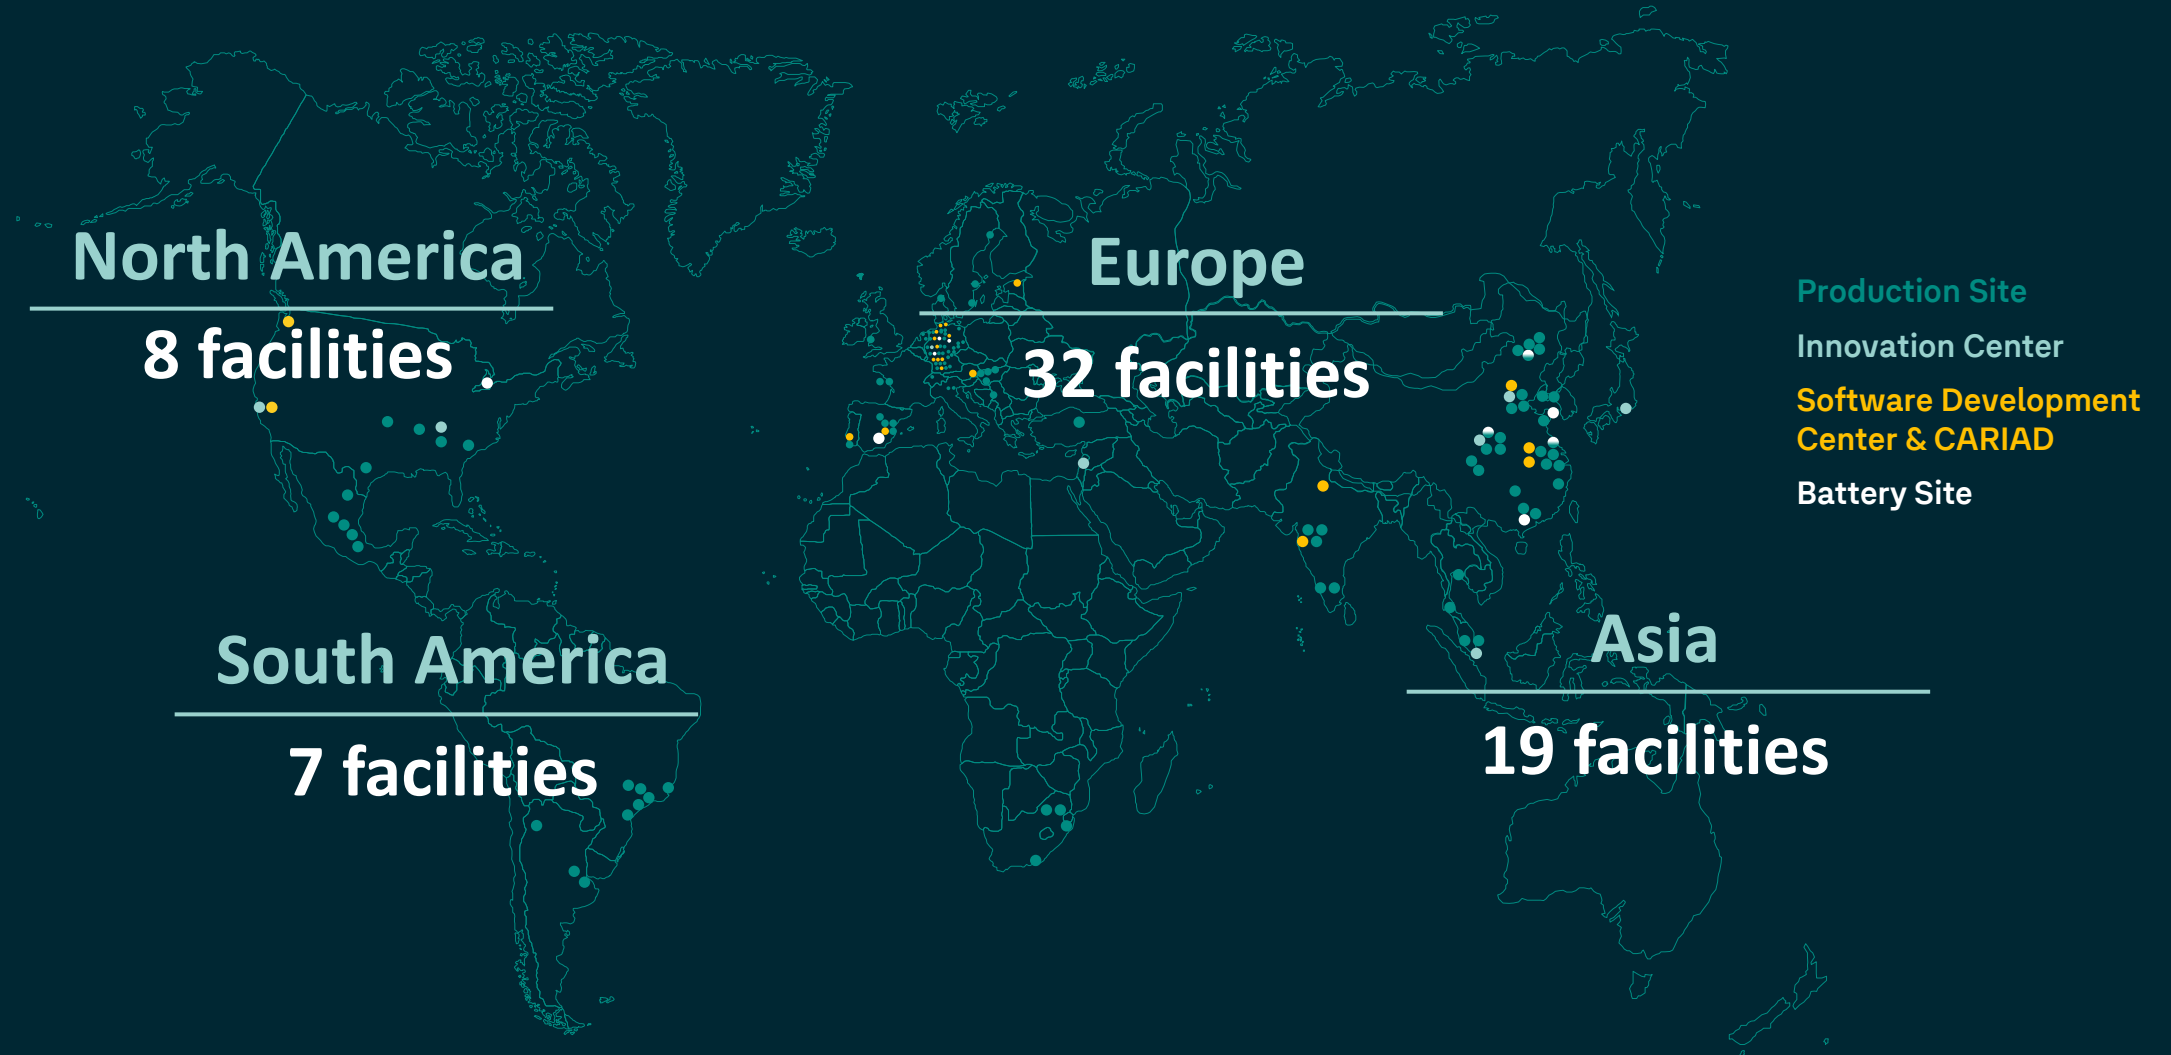 North America
8 facilities
Europe
32 facilities
South America
7 facilities
Asia
19 facilities
Production Site
Innovation Center
Software Development
Center & CARIAD
Battery Site